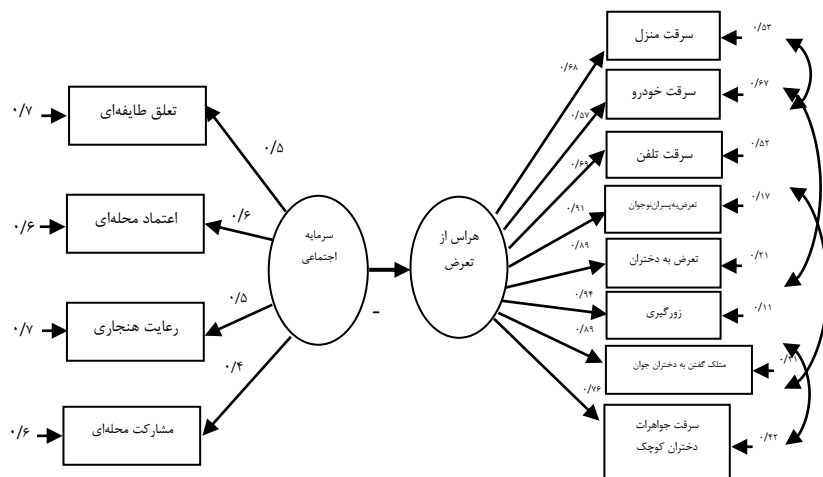 تعلق طایفه‌ای
اعتماد محله‌ای
رعایت هنجاری
مشارکت محله‌ای
۰/۷
۰/۶
۰/۷
۰/۶
۰/۵
۰/۶
۰/۵
۰/۴
سرمایه
اجتماعی
-
هراس از
تعرض
۰/۶۸
۰/۵۷
۰/۶۹
۰/۹۱
۰/۸۹
۰/۹۴
۰/۸۹
۰/۷۶
سرقت منزل
سرقت خودرو
سرقت تلفن
تعرض‌به‌پسران‌نوجوان
تعرض به دختران
زورگیری
متلک گفتن به دختران جوان
سرقت جواهرات
دختران کوچک
۰/۵۳
۰/۶۷
۰/۵۲
۰/۱۷
۰/۲۱
۰/۱۱
۰/۲۱
۰/۴۲